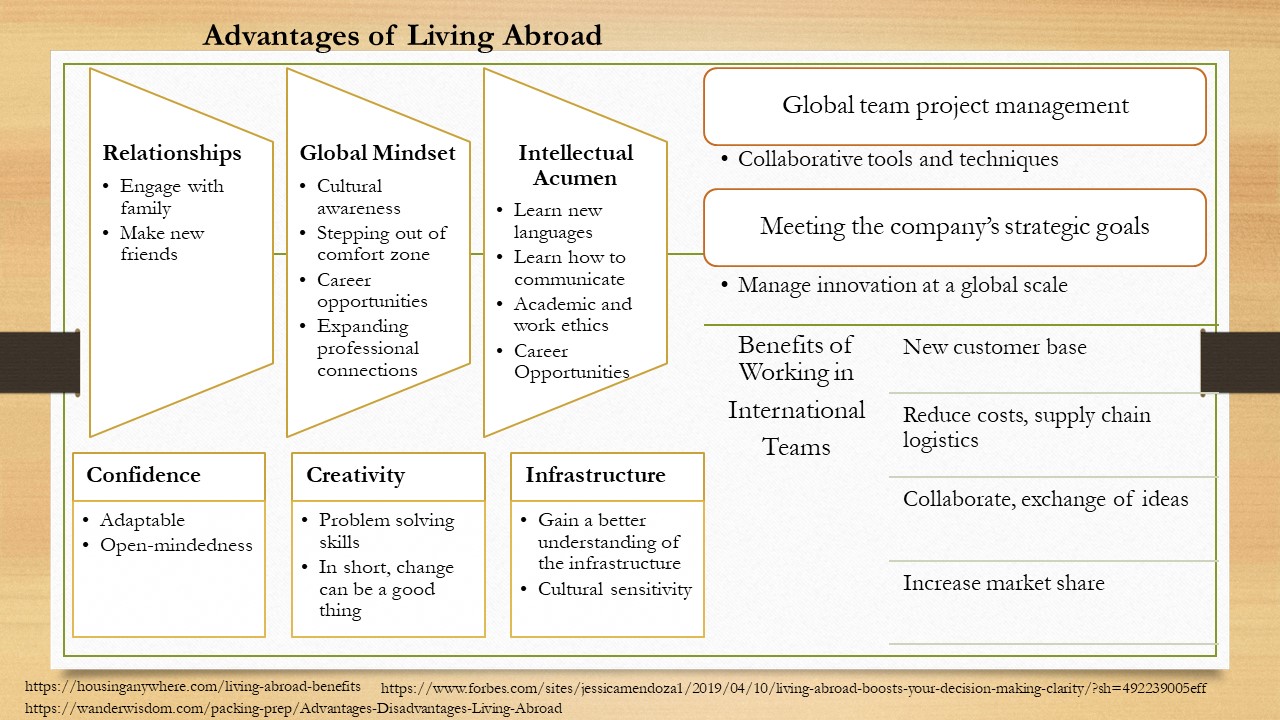 Advantages of Living Abroad
Relationships
• Engage with
family
• Make new
friends
Global Mindset
• Cultural
awareness
• Stepping out of
comfort zone
• Career
opportunities
• Expanding
professional
connections
Intellectual
Acumen
• Learn new
languages
• Learn how to
communicate
• Academic and
work ethics
• Career
Opportunities
Global team project management
• Collaborative tools and techniques
Meeting the company’s strategic goals
• Manage innovation at a global scale
Benefits of
Working in
International
Teams
New customer base
Reduce costs, supply chain
logistics
Collaborate, exchange of ideas
Increase market share
Confidence
• Adaptable
• Open-mindedness
Creativity
• Problem solving
skills
• In short, change
can be a good
thing
Infrastructure
• Gain a better
understanding of
the infrastructure
• Cultural sensitivity
https://housinganywhere.com/living-abroad-benefits
https://www.forbes.com/sites/jessicamendoza1/2019/04/10/living-abroad-boosts-your-decision-making-clarity/?sh=492239005eff
https://wanderwisdom.com/packing-prep/Advantages-Disadvantages-Living-Abroad